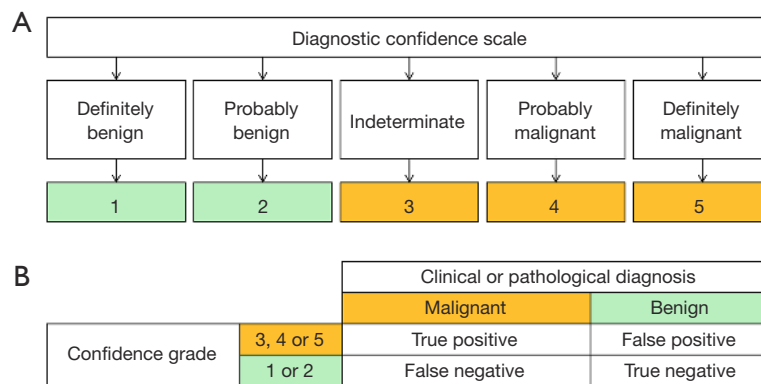 A
Diagnostic confidence scale
Definitely
benign
Probably
benign
Indeterminate
Probably
malignant
Definitely
malignant
1
2
3
4
5
B
Clinical or pathological diagnosis
Malignant
Benign
Confidence grade
3, 4 or 5
True positive
False positive
1 or 2
False negative
True negative